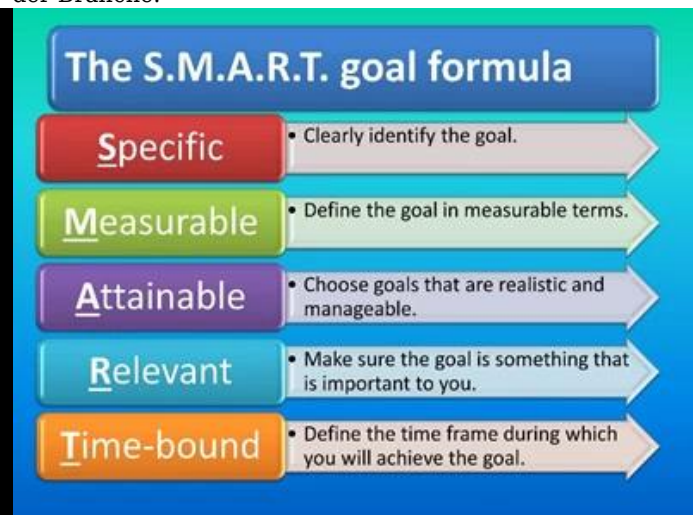 der Branche.
The S.M.A.R.T. goal formula
Specific
• Clearly identify the goal.
Measurable
• Define the goal in measurable terms.
Attainable
• Choose goals that are realistic and
manageable.
Relevant
• Make sure the goal is something that
is important to you.
Time-bound
• Define the time frame during which
you will achieve the goal.